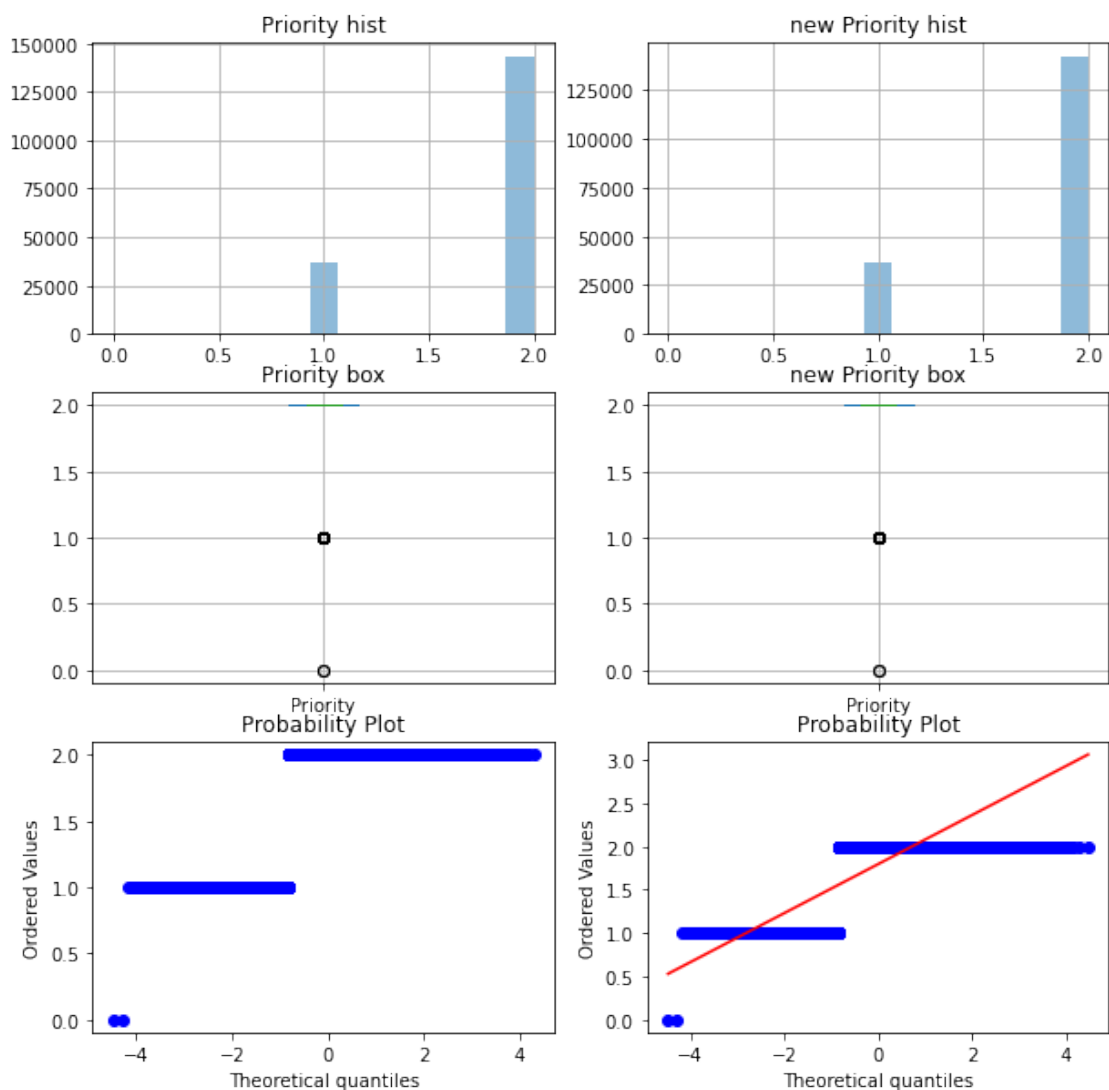 Priority hist
new Priority hist
150000
125000
100000
75000
50000
25000
0
0.0 0.5 1.0 1.5 2.0
125000
100000
75000
50000
25000
0
0.0 0.5 1.0 1.5 2.0
Priority box
new Priority box
2.0
1.5
1.0
0.5
0.0
Priority
2.0
1.5
1.0
0.5
0.0
Priority
Probability Plot
Probability Plot
Ordered Values
2.0
1.5
1.0
0.5
0.0
−4 −2 0 2 4
Theoretical quantiles
Ordered Values
3.0
2.5
2.0
1.5
1.0
0.5
0.0
−4 −2 0 2 4
Theoretical quantiles